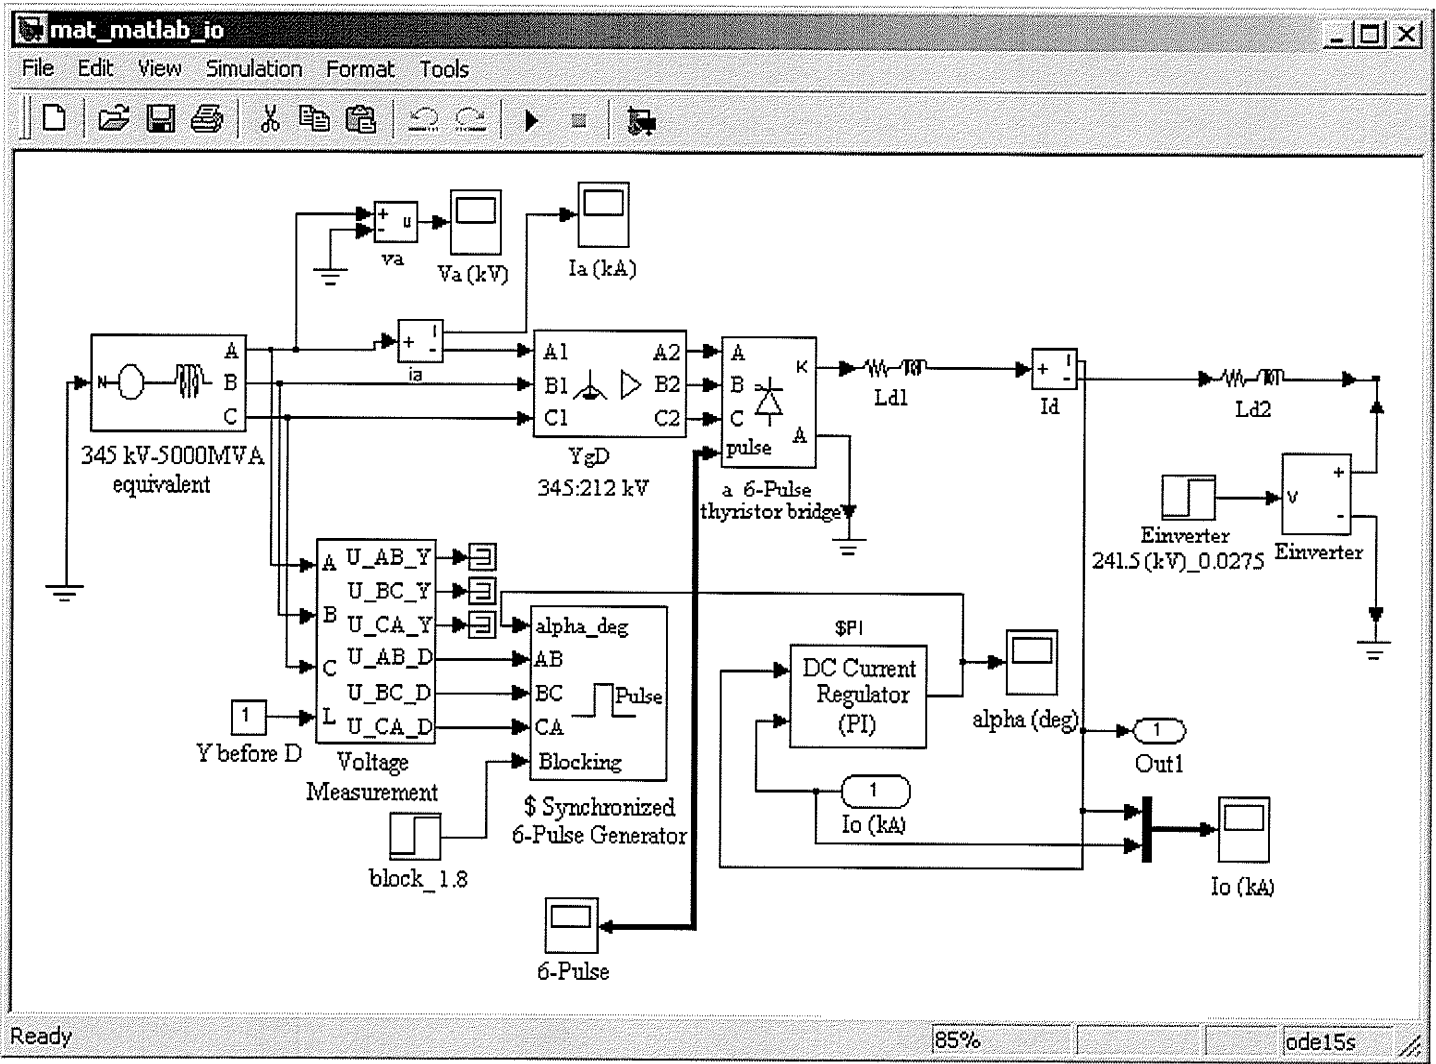 mat_matlab_io
File Edit View Simulation Format Tools
+
-
u
va
Va (kV)
Ia (kA)
N
A
B
C
345 kV-5000MVA
equivalent
+
i
-
ia
A1
B1
C1
A2
B2
C2
YgD
345:212 kV
A
B
C
pulse
K
A
a 6-Pulse
thyristor bridge
Ld1
+
i
-
Id
Ld2
Einverter
241.5 (kV)_0.0275
v
+
-
Einverter
A
B
C
L
U_AB_Y
U_BC_Y
U_CA_Y
U_AB_D
U_BC_D
U_CA_D
Voltage
Measurement
1
Y before D
alpha_deg
AB
BC
CA
Blocking
Pulse
$ Synchronized
6-Pulse Generator
block_1.8
6-Pulse
$PI
DC Current
Regulator
(PI)
alpha (deg)
1
Io (kA)
1
Out1
Io (kA)
Ready
85%
ode15s